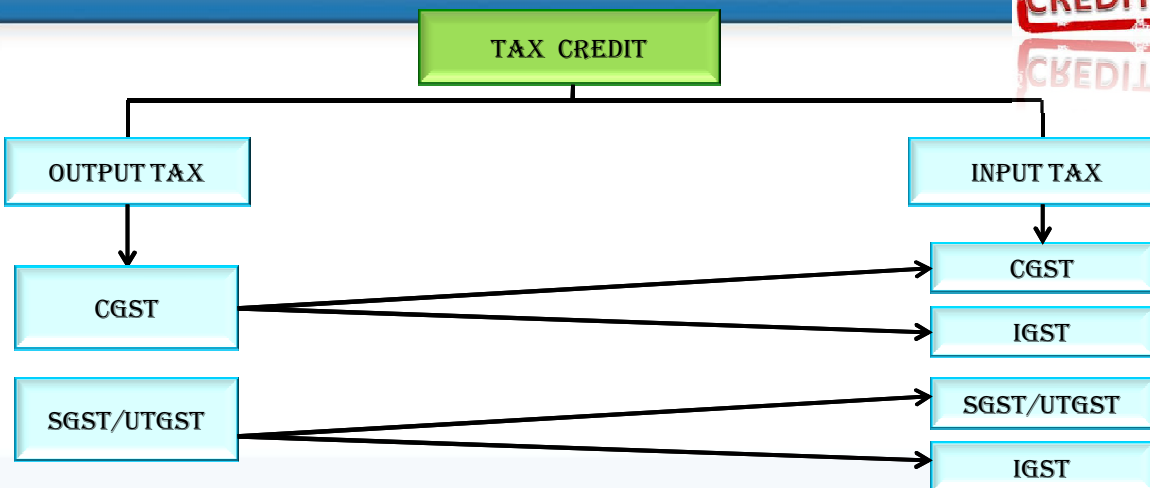 CREDIT
TAX CREDIT
OUTPUT TAX
INPUT TAX
CGST
CGST
IGST
SGST/UTGST
SGST/UTGST
IGST